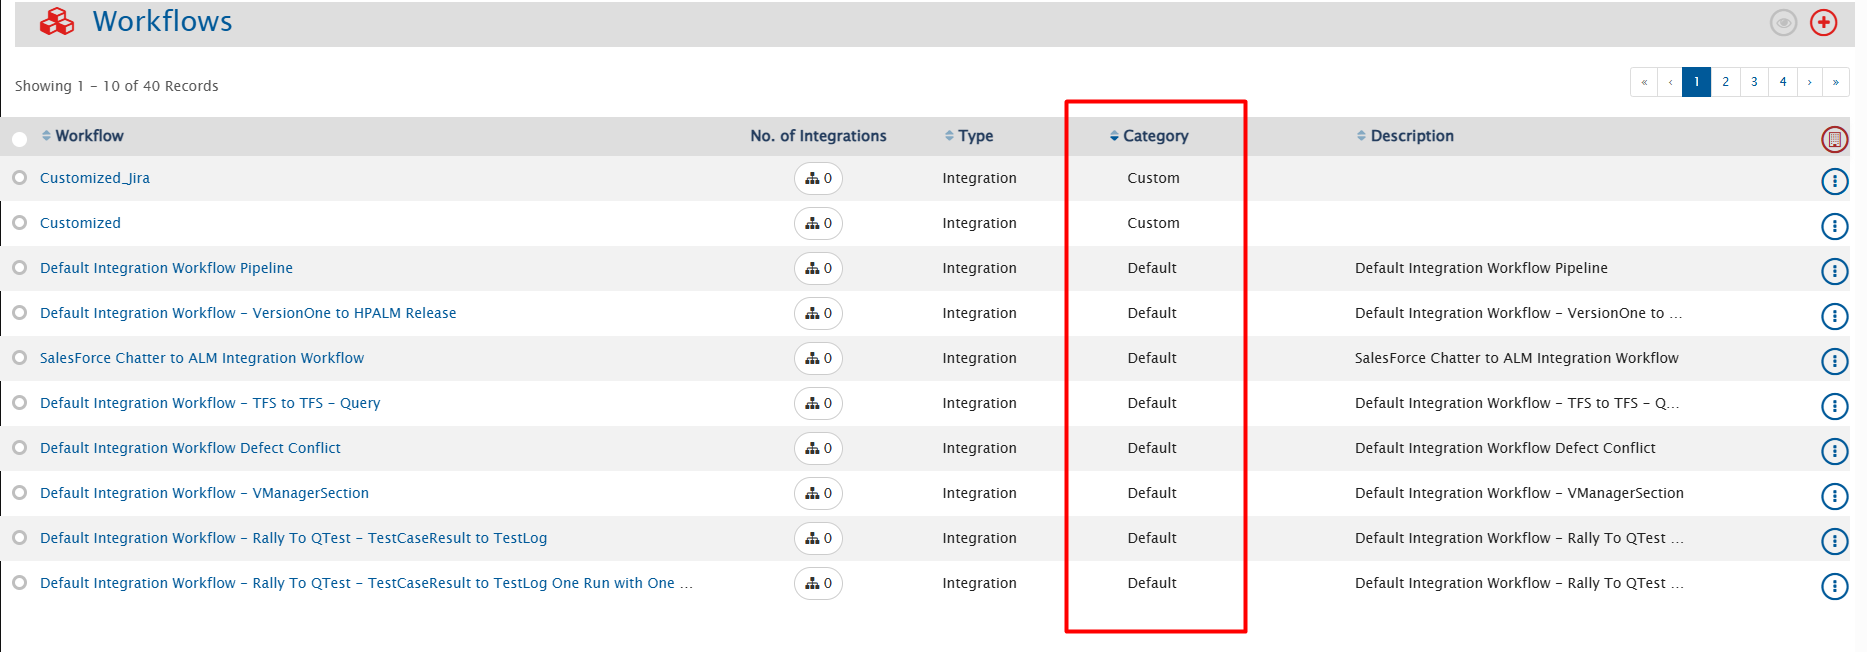 Workflows
Showing 1 - 10 of 40 Records
« ‹ 1 2 3 4 › »
Workflow No. of Integrations Type Category Description
Customized_Jira 0 Integration Custom
Customized 0 Integration Custom
Default Integration Workflow Pipeline 0 Integration Default Default Integration Workflow Pipeline
Default Integration Workflow - VersionOne to HPALM Release 0 Integration Default Default Integration Workflow - VersionOne to ...
SalesForce Chatter to ALM Integration Workflow 0 Integration Default SalesForce Chatter to ALM Integration Workflow
Default Integration Workflow - TFS to TFS - Query 0 Integration Default Default Integration Workflow - TFS to TFS - Q...
Default Integration Workflow Defect Conflict 0 Integration Default Default Integration Workflow Defect Conflict
Default Integration Workflow - VManagerSection 0 Integration Default Default Integration Workflow - VManagerSection
Default Integration Workflow - Rally To QTest - TestCaseResult to TestLog 0 Integration Default Default Integration Workflow - Rally To QTest ...
Default Integration Workflow - Rally To QTest - TestCaseResult to TestLog One Run with One ... 0 Integration Default Default Integration Workflow - Rally To QTest ...